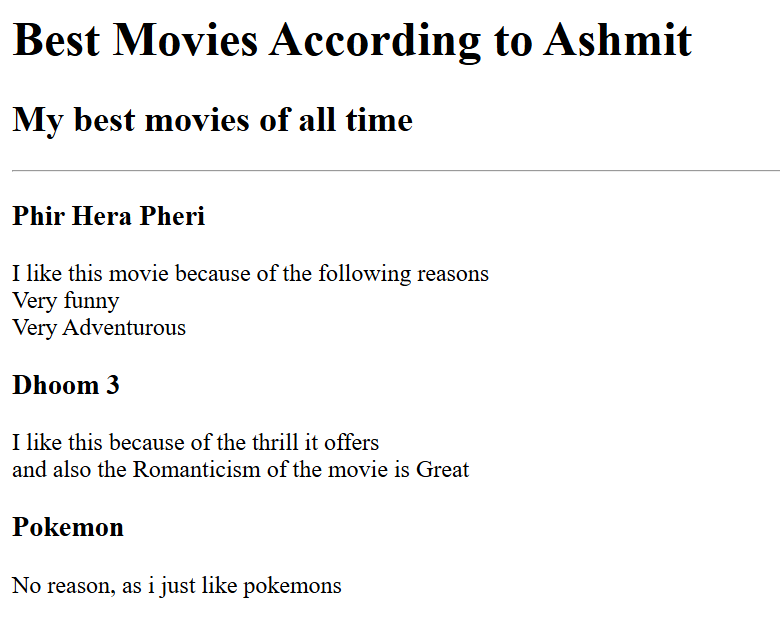 Best Movies According to Ashmit
My best movies of all time
Phir Hera Pheri
I like this movie because of the following reasons
Very funny
Very Adventurous
Dhoom 3
I like this because of the thrill it offers
and also the Romanticism of the movie is Great
Pokemon
No reason, as i just like pokemons